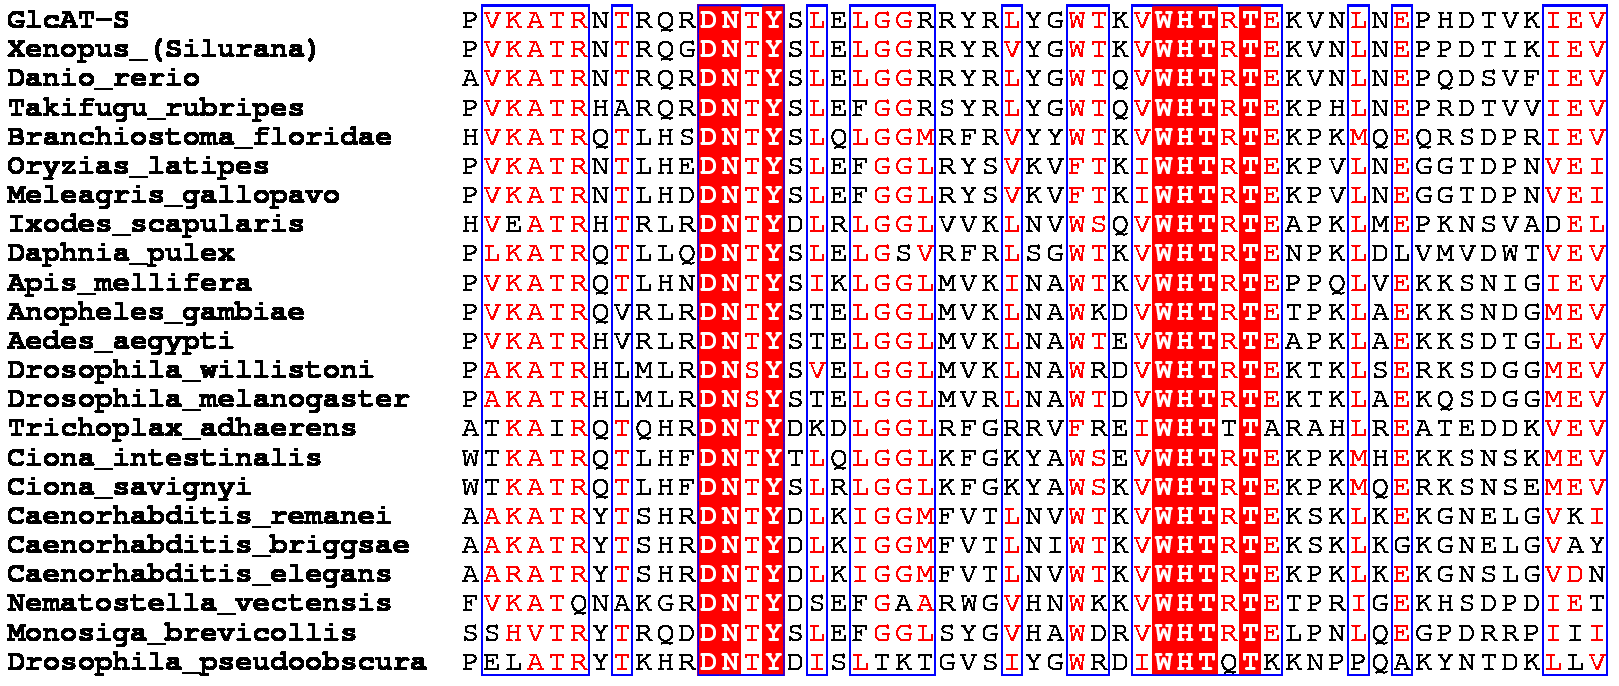 GlcAT−S PVKATRNTRQRDNTYSLELGGRRYRLYGWTKVWHTRTEKVNLNEPHDTVKIEV
Xenopus_(Silurana) PVKATRNTRQGDNTYSLELGGRRYRVYGWTKVWHTRTEKVNLNEPPDTIKIEV
Danio_rerio AVKATRNTRQRDNTYSLELGGRRYRLYGWTQVWHTRTEKVNLNEPQDSVFIEV
Takifugu_rubripes PVKATRHARQRDNTYSLEFGGRSYRLYGWTQVWHTRTEKPHLNEPRDTVVIEV
Branchiostoma_floridae HVKATRQTLHSDNTYSLQLGGMRFRVYYWTKVWHTRTEKPKMQEQRSDPRIEV
Oryzias_latipes PVKATRNTLHEDNTYSLEFGGLRYSVKVFTKIWHTRTEKPVLNEGGTDPNVEI
Meleagris_gallopavo PVKATRNTLHDDNTYSLEFGGLRYSVKVFTKIWHTRTEKPVLNEGGTDPNVEI
Ixodes_scapularis HVEATRHTRLRDNTYDLRLGGLVVKLNVWSQVWHTRTEAPKLMEPKNSVADEL
Daphnia_pulex PLKATRQTLLQDNTYSLELGSVRFRLSGWTKVWHTRTENPKLDLVMVDWTVEV
Apis_mellifera PVKATRQTLHNDNTYSIKLGGLMVKINAWTKVWHTRTEPPQLVEKKSNIGIEV
Anopheles_gambiae PVKATRQVRLRDNTYSTELGGLMVKLNAWKDVWHTRTETPKLAEKKSNDGMEV
Aedes_aegypti PVKATRHVRLRDNTYSTELGGLMVKLNAWTEVWHTRTEAPKLAEKKSDTGLEV
Drosophila_willistoni PAKATRHLMLRDNSYSVELGGLMVKLNAWRDVWHTRTEKTKLSERKSDGGMEV
Drosophila_melanogaster PAKATRHLMLRDNSYSTELGGLMVRLNAWTDVWHTRTEKTKLAEKQSDGGMEV
Trichoplax_adhaerens ATKAIRQTQHRDNTYDKDLGGLRFGRRVFREIWHTTTARAHLREATEDDKVEV
Ciona_intestinalis WTKATRQTLHFDNTYTLQLGGLKFGKYAWSEVWHTRTEKPKMHEKKSNSKMEV
Ciona_savignyi WTKATRQTLHFDNTYSLRLGGLKFGKYAWSKVWHTRTEKPKMQERKSNSEMEV
Caenorhabditis_remanei AAKATRYTSHRDNTYDLKIGGMFVTLNVWTKVWHTRTEKSKLKEKGNELGVKI
Caenorhabditis_briggsae AAKATRYTSHRDNTYDLKIGGMFVTLNIWTKVWHTRTEKSKLKGKGNELGVAY
Caenorhabditis_elegans AARATRYTSHRDNTYDLKIGGMFVTLNVWTKVWHTRTEKPKLKEKGNSLGVDN
Nematostella_vectensis FVKATQNAKGRDNTYDSEFGAARWGVHNWKKVWHTRTETPRIGEKHSDPDIET
Monosiga_brevicollis SSHVTRYTRQDDNTYSLEFGGLSYGVHAWDRVWHTRTELPNLQEGPDRRPIII
Drosophila_pseudoobscura PELATRYTKHRDNTYDISLTKTGVSIYGWRDIWHTQTKKNPPQAKYNTDKLLV